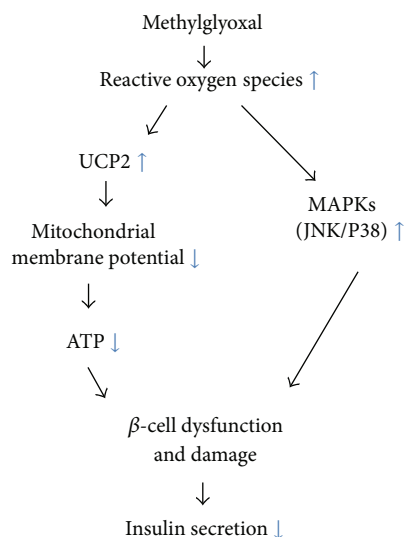 Methylglyoxal
Reactive oxygen species ↑
UCP2 ↑
MAPKs
(JNK/P38) ↑
Mitochondrial
membrane potential ↓
ATP ↓
β-cell dysfunction
and damage
Insulin secretion ↓